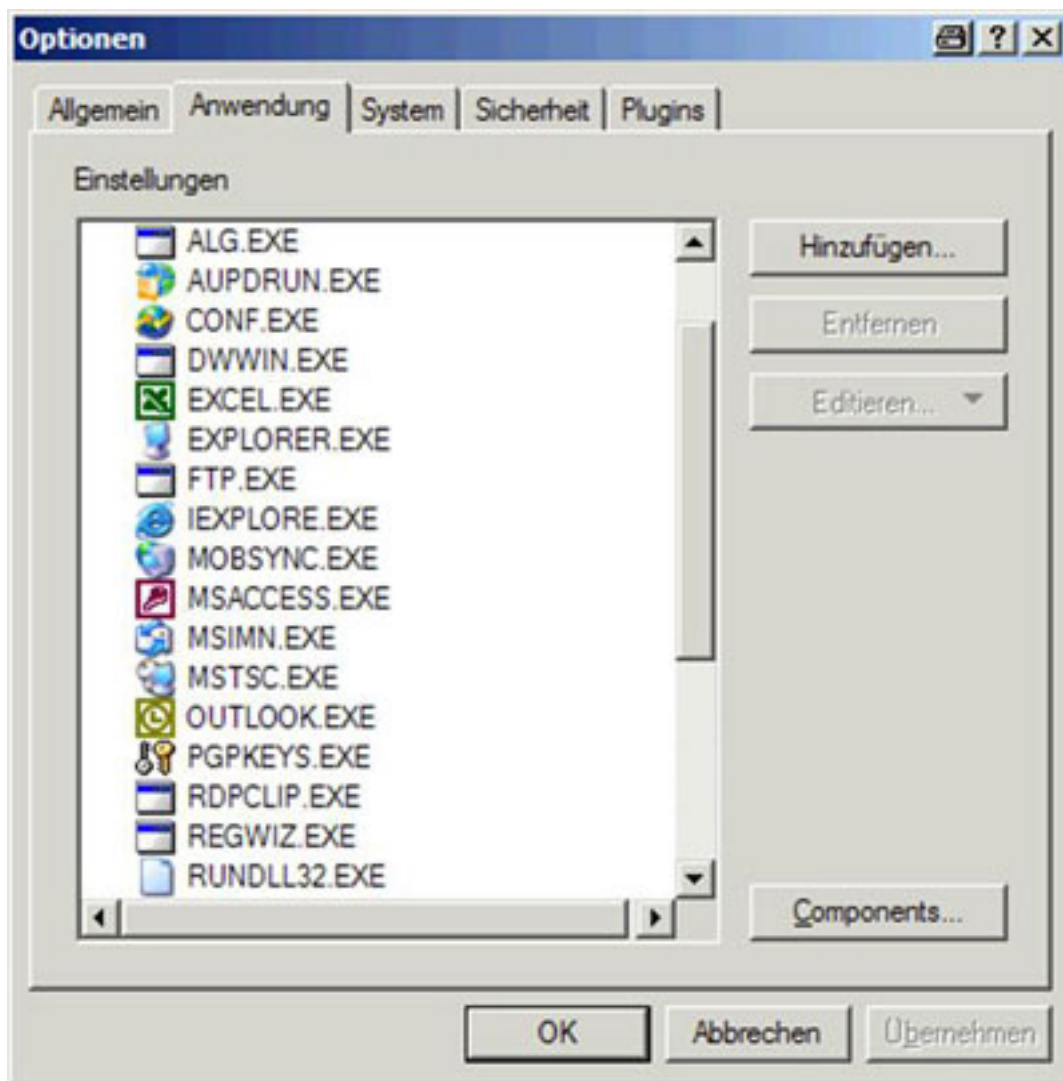 Optionen
Allgemein Anwendung System Sicherheit Plugins
Einstellungen
ALG.EXE
AUPDRUN.EXE
CONF.EXE
DWWIN.EXE
EXCEL.EXE
EXPLORER.EXE
FTP.EXE
IEXPLORE.EXE
MOBSYNC.EXE
MSACCESS.EXE
MSIMN.EXE
MSTSC.EXE
OUTLOOK.EXE
PGPKEYS.EXE
RDPCLIP.EXE
REGWIZ.EXE
RUNDLL32.EXE
Hinzufügen...
Entfernen
Editieren...
Components...
OK Abbrechen Übernehmen